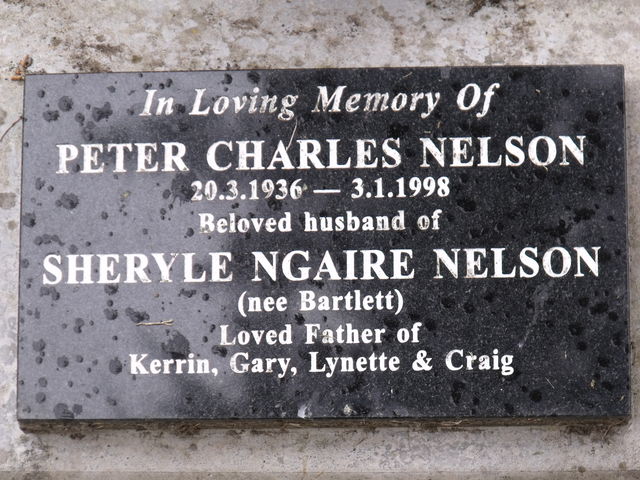 In Loving Memory Of
PETER CHARLES NELSON
20.3.1936 — 3.1.1998
Beloved husband of
SHERYLE NGAIRE NELSON
(nee Bartlett)
Loved Father of
Kerrin, Gary, Lynette & Craig